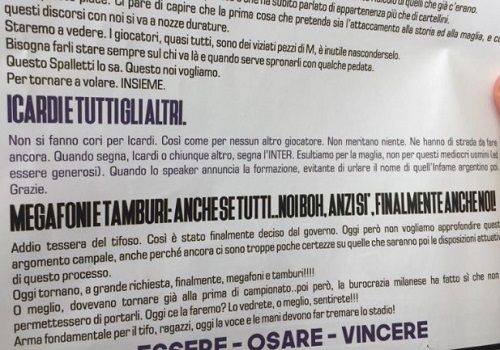 place. Ci pare di capire che la prima cosa che pretenda sia l'attaccamento alla storia ed alla maglia, e co
questi discorsi con noi si va a nozze dure.
Staremo a vedere. I giocatori, quasi tutti, sono dei viziati pezzi di M, è inutile nasconderselo.
Bisogna farli stare sempre sul chi va là e quando serve spronarli con qualche pedata.
Questo Spalletti lo sa. Questo noi vogliamo.
Per tornare a volare. INSIEME.
ICARDI E TUTTI GLI ALTRI.
Non si fanno cori per Icardi. Così come per nessun altro giocatore. Non meritano niente. Ne hanno di strada da fare
ancora. Quando segna, Icardi o chiunque altro, segna l'INTER. Esultiamo per la maglia, non per questi mediocri uomini (ad
essere generosi). Quando lo speaker annuncia la formazione, evitante di urlare il nome di quell'Infame argentino poi.
Grazie.
MEGAFONI E TAMBURI: ANCHE SE TUTTI..NOI BOH, ANZI SI', FINALMENTE ANCHE NOI!
Addio tessera del tifoso. Così è stato finalmente deciso dal governo. Oggi però non vogliamo approfondire questo
argomento campale, anche perché ancora ci sono troppe poche certezze su quelle che saranno poi le disposizioni attuative
di questo processo.
Oggi tornano, a grande richiesta, finalmente, megafoni e tamburi!!!!
O meglio, dovevano tornare già alla prima di campionato..poi però, la burocrazia milanese ha fatto sì che non
permettessero di portarli. Oggi ce la faremo? Lo vedrete, o meglio, sentirete!!!
Arma fondamentale per il tifo, ragazzi, oggi la voce e le mani devono far tremare lo stadio!
ESSERE - OSARE - VINCERE